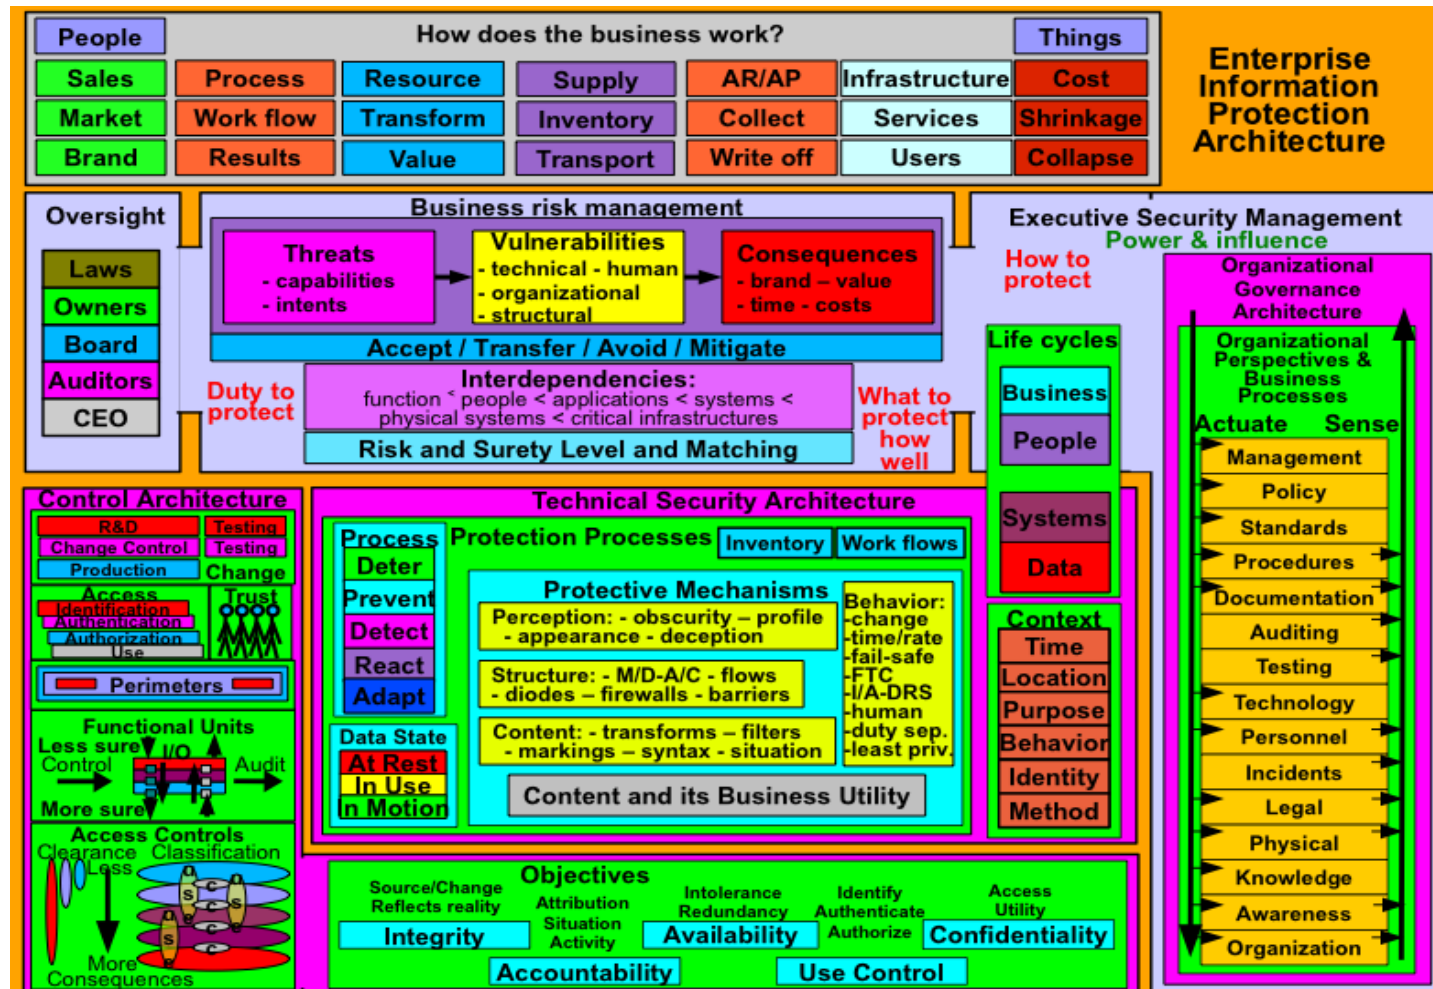 People
How does the business work?
Things
Sales
Process
Resource
Supply
AR/AP
Infrastructure
Cost
Market
Work flow
Transform
Inventory
Collect
Services
Shrinkage
Brand
Results
Value
Transport
Write off
Users
Collapse
Enterprise
Information
Protection
Architecture
Oversight
Laws
Owners
Board
Auditors
CEO
Business risk management
Threats
- capabilities
- intents
Vulnerabilities
- technical - human
- organizational
- structural
Consequences
- brand – value
- time - costs
Accept / Transfer / Avoid / Mitigate
Duty to
protect
Interdependencies:
function < people < applications < systems <
physical systems < critical infrastructures
Risk and Surety Level and Matching
What to
protect
how
well
Executive Security Management
Power & influence
How to
protect
Life cycles
Business
People
Systems
Data
Context
Time
Location
Purpose
Behavior
Identity
Method
Organizational
Governance
Architecture
Organizational
Perspectives &
Business
Processes
Actuate Sense
Management
Policy
Standards
Procedures
Documentation
Auditing
Testing
Technology
Personnel
Incidents
Legal
Physical
Knowledge
Awareness
Organization
Control Architecture
R&D Testing
Change Control Testing
Production Change
Access
Identification
Authentication
Authorization
Use
Trust
Perimeters
Functional Units
Less sure I/O
Control Audit
More sure
Access Controls
Clearance Classification
Less
More
Consequences
Technical Security Architecture
Process
Deter
Prevent
Detect
React
Adapt
Data State
At Rest
In Use
In Motion
Protection Processes
Inventory
Work flows
Protective Mechanisms
Perception: - obscurity – profile
- appearance - deception
Structure: - M/D-A/C - flows
- diodes – firewalls - barriers
Content: - transforms – filters
- markings – syntax - situation
Behavior:
-change
-time/rate
-fail-safe
-FTC
-I/A-DRS
-human
-duty sep.
-least priv.
Content and its Business Utility
Objectives
Source/Change
Reflects reality
Integrity
Attribution
Situation
Activity
Accountability
Intolerance
Redundancy
Availability
Identify
Authenticate
Authorize
Use Control
Access
Utility
Confidentiality